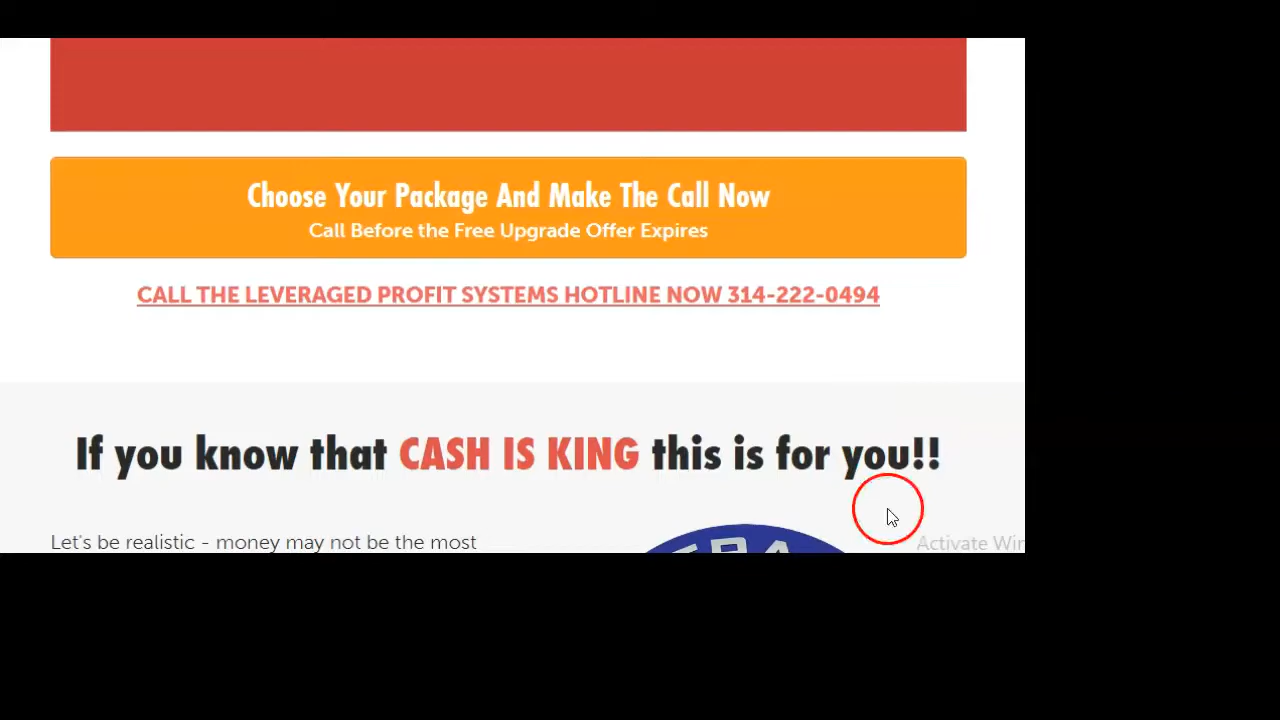 Choose Your Package And Make The Call Now
Call Before the Free Upgrade Offer Expires
CALL THE LEVERAGED PROFIT SYSTEMS HOTLINE NOW 314-222-0494
If you know that CASH IS KING this is for you!!
Let's be realistic - money may not be the most
Activate Win